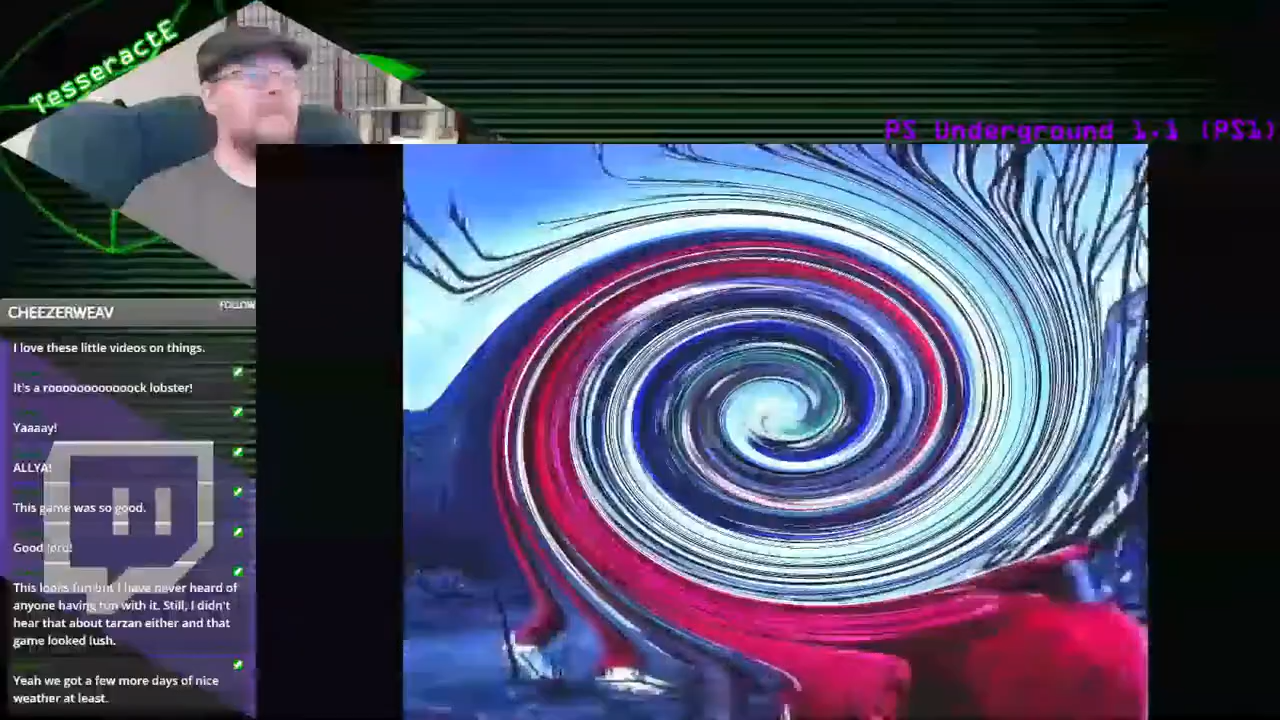 TesseractE
PS Underground 1.1 (PS1)
CHEEZERWEAV
FOLLOW
I love these little videos on things.
It's a rooooooooooock lobster!
Yaaaay!
ALLYA!
This game was so good.
Good lord!
This looks fun but I have never heard of
anyone having fun with it. Still, I didn't
hear that about tarzan either and that
game looked lush.
Yeah we got a few more days of nice
weather at least.